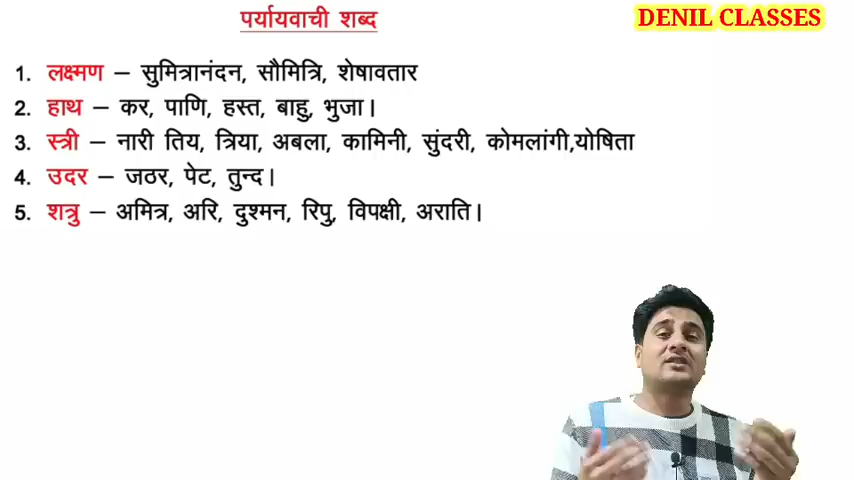 पर्यायवाची शब्द
DENIL CLASSES
1. लक्ष्मण – सुमित्रानंदन, सौमित्रि, शेषावतार
2. हाथ – कर, पाणि, हस्त, बाहु, भुजा।
3. स्त्री – नारी तिय, त्रिया, अबला, कामिनी, सुंदरी, कोमलांगी,योषिता
4. उदर – जठर, पेट, तुन्द।
5. शत्रु – अमित्र, अरि, दुश्मन, रिपु, विपक्षी, अराति।